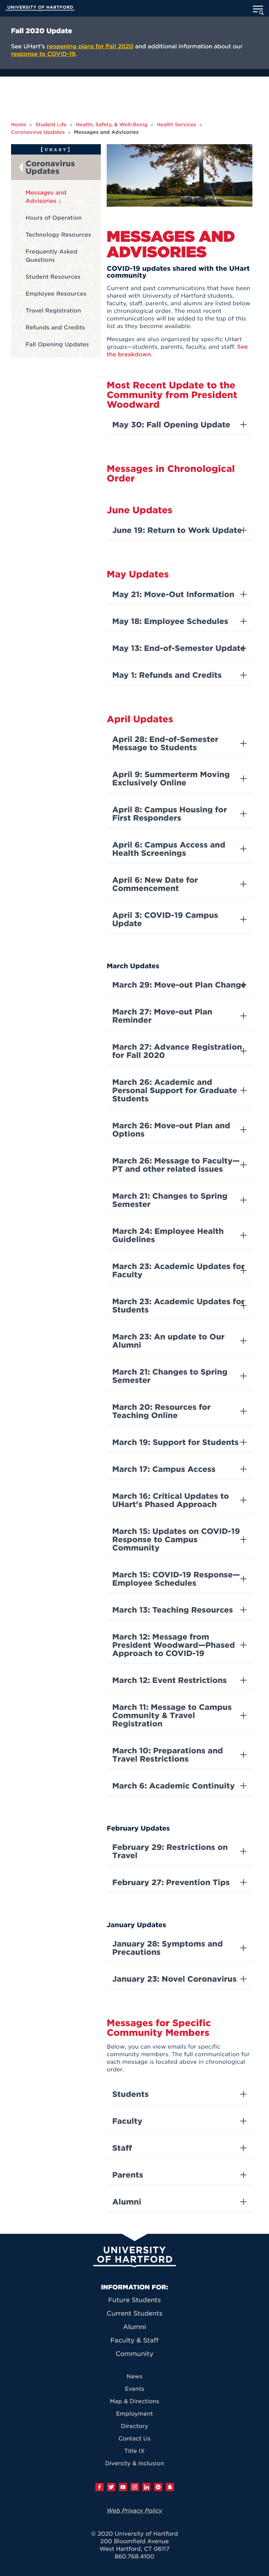 UNIVERSITY OF HARTFORD
Fall 2020 Update
See UHart's reopening plans for Fall 2020 and additional information about our
response to COVID-19.
Home » Student Life » Health, Safety, & Well-Being » Health Services »
Coronavirus Updates » Messages and Advisories
[ UHART ]
Coronavirus
Updates
Messages and
Advisories
Hours of Operation
Technology Resources
Frequently Asked
Questions
Student Resources
Employee Resources
Travel Registration
Refunds and Credits
Fall Opening Updates
MESSAGES AND
ADVISORIES
COVID-19 updates shared with the UHart
community
Current and past communications that have been
shared with University of Hartford students,
faculty, staff, parents, and alumni are listed below
in chronological order. The most recent
communications will be added to the top of this
list as they become available.
Messages are also organized by specific UHart
groups—students, parents, faculty, and staff. See
the breakdown.
Most Recent Update to the
Community from President
Woodward
May 30: Fall Opening Update
Messages in Chronological
Order
June Updates
June 19: Return to Work Update
May Updates
May 21: Move-Out Information
May 18: Employee Schedules
May 13: End-of-Semester Update
May 1: Refunds and Credits
April Updates
April 28: End-of-Semester
Message to Students
April 9: Summerterm Moving
Exclusively Online
April 8: Campus Housing for
First Responders
April 6: Campus Access and
Health Screenings
April 6: New Date for
Commencement
April 3: COVID-19 Campus
Update
March Updates
March 29: Move-out Plan Change
March 27: Move-out Plan
Reminder
March 27: Advance Registration
for Fall 2020
March 26: Academic and
Personal Support for Graduate
Students
March 26: Move-out Plan and
Options
March 26: Message to Faculty—
PT and other related issues
March 21: Changes to Spring
Semester
March 24: Employee Health
Guidelines
March 23: Academic Updates for
Faculty
March 23: Academic Updates for
Students
March 23: An update to Our
Alumni
March 21: Changes to Spring
Semester
March 20: Resources for
Teaching Online
March 19: Support for Students
March 17: Campus Access
March 16: Critical Updates to
UHart's Phased Approach
March 15: Updates on COVID-19
Response to Campus
Community
March 15: COVID-19 Response—
Employee Schedules
March 13: Teaching Resources
March 12: Message from
President Woodward—Phased
Approach to COVID-19
March 12: Event Restrictions
March 11: Message to Campus
Community & Travel
Registration
March 10: Preparations and
Travel Restrictions
March 6: Academic Continuity
February Updates
February 29: Restrictions on
Travel
February 27: Prevention Tips
January Updates
January 28: Symptoms and
Precautions
January 23: Novel Coronavirus
Messages for Specific
Community Members
Below, you can view emails for specific
community members. The full communication for
each message is located above in chronological
order.
Students
Faculty
Staff
Parents
Alumni
UNIVERSITY
OF HARTFORD
INFORMATION FOR:
Future Students
Current Students
Alumni
Faculty & Staff
Community
News
Events
Map & Directions
Employment
Directory
Contact Us
Title IX
Diversity & Inclusion
Web Privacy Policy
© 2020 University of Hartford
200 Bloomfield Avenue
West Hartford, CT 06117
860.768.4100